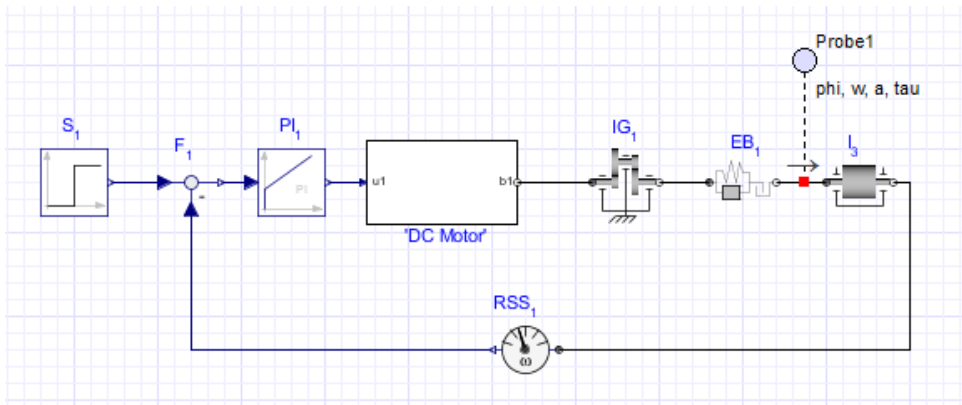 Probe1
phi, w, a, tau
S1
F1
PI1
IG1
EB1
I3
PI
u1
b1
-
'DC Motor'
RSS1
ω